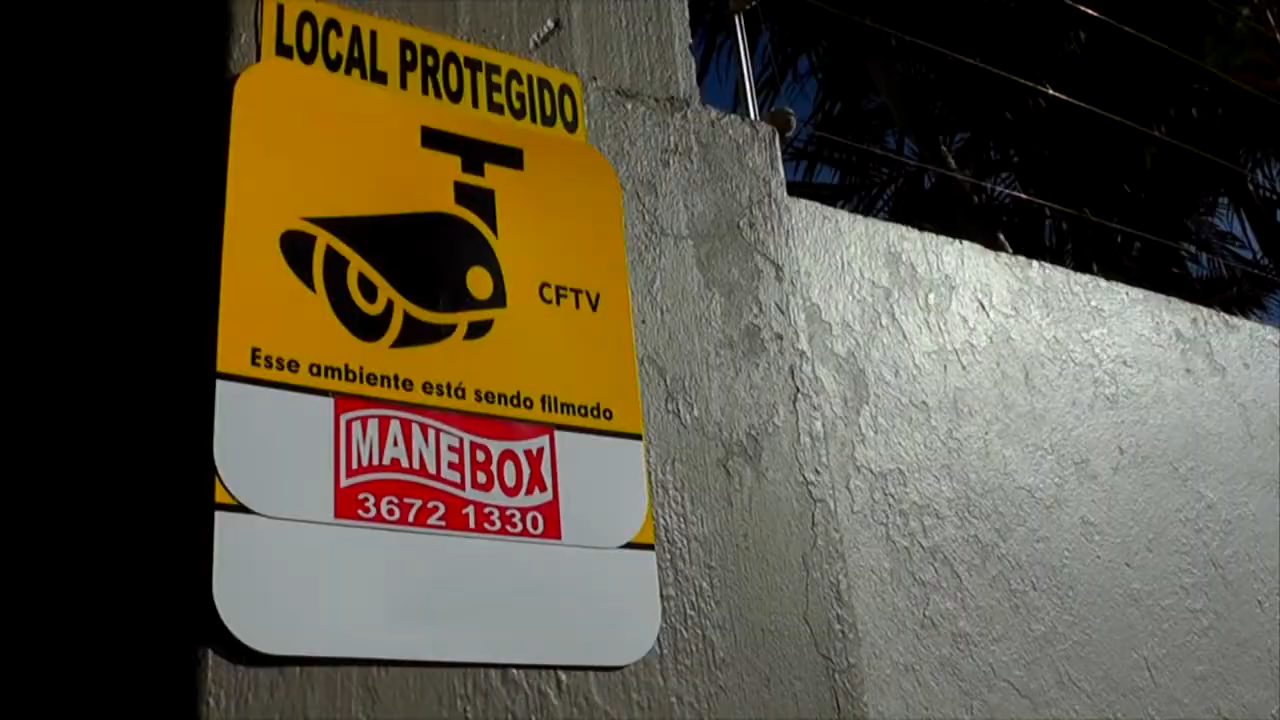 LOCAL PROTEGIDO
CFTV
Esse ambiente está sendo filmado
MANEBOX
3672 1330